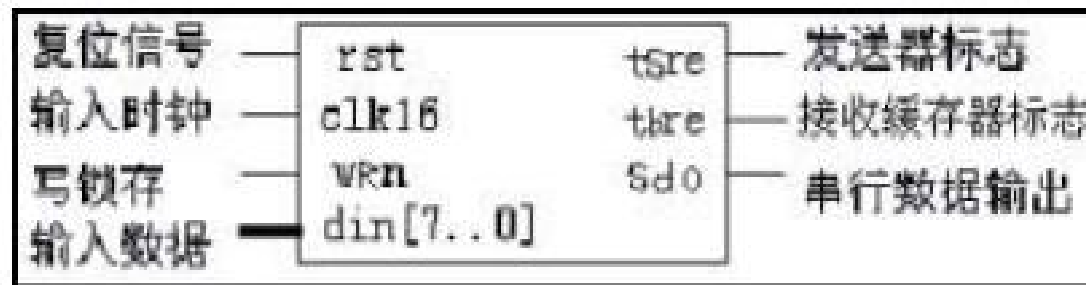 复位信号 rst tsre 发送器标志
输入时钟 clk16 tbre 接收缓存器标志
写锁存 WRn Sdo 串行数据输出
输入数据 din[7..0]